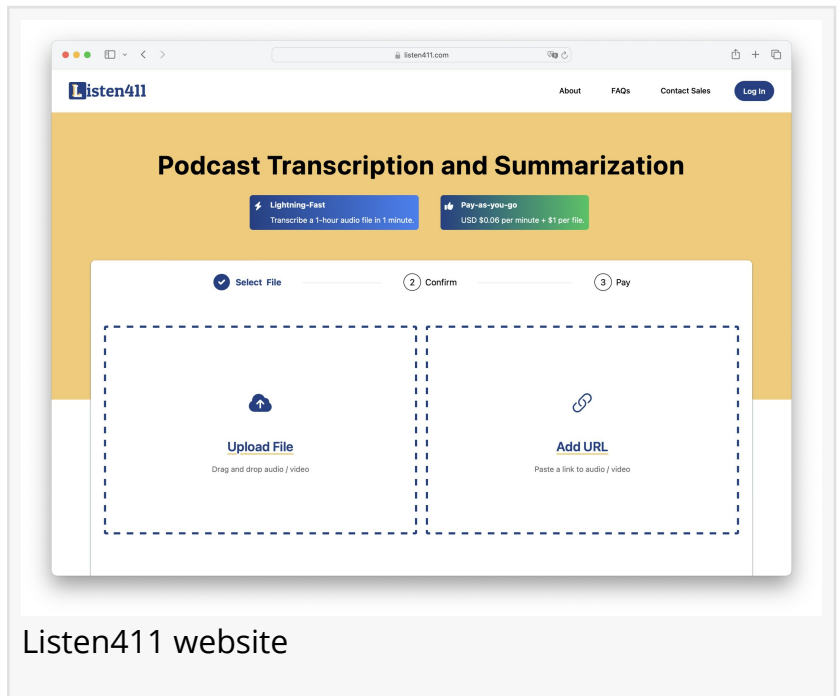 listen411.com
Listen411
About FAQs Contact Sales Log In
Podcast Transcription and Summarization
Lightning-Fast
Transcribe a 1-hour audio file in 1 minute.
Pay-as-you-go
USD $0.06 per minute + $1 per file.
Select File 2 Confirm 3 Pay
Upload File
Drag and drop audio / video
Add URL
Paste a link to audio / video
Listen411 website